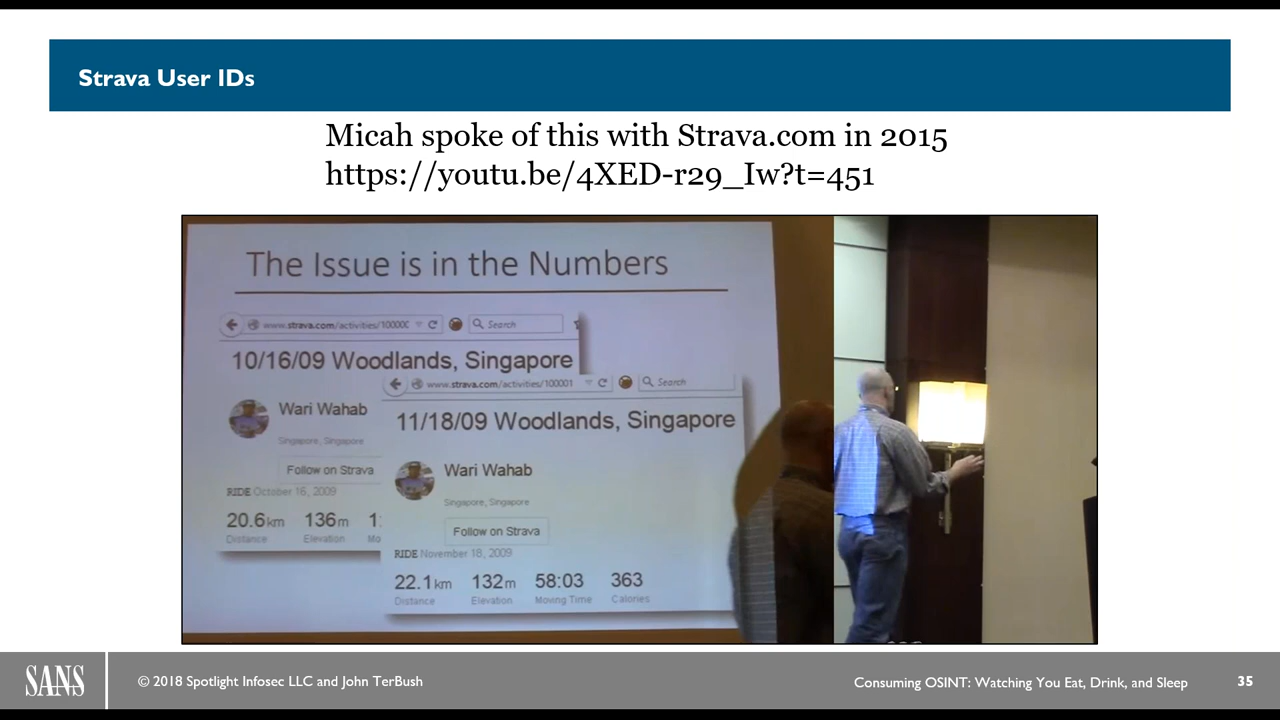 Strava User IDs
Micah spoke of this with Strava.com in 2015
https://youtu.be/4XED-r29_Iw?t=451
The Issue is in the Numbers
www.strava.com/activities/10000
Search
10/16/09 Woodlands, Singapore
Wari Wahab
Singapore, Singapore
Follow on Strava
RIDE October 16, 2009
20.6km 136m
Distance Elevation Mo
www.strava.com/activities/100001
Search
11/18/09 Woodlands, Singapore
Wari Wahab
Singapore, Singapore
Follow on Strava
RIDE November 18, 2009
22.1km 132m 58:03 363
Distance Elevation Moving Time Calories
SANS
© 2018 Spotlight Infosec LLC and John TerBush
Consuming OSINT: Watching You Eat, Drink, and Sleep
35